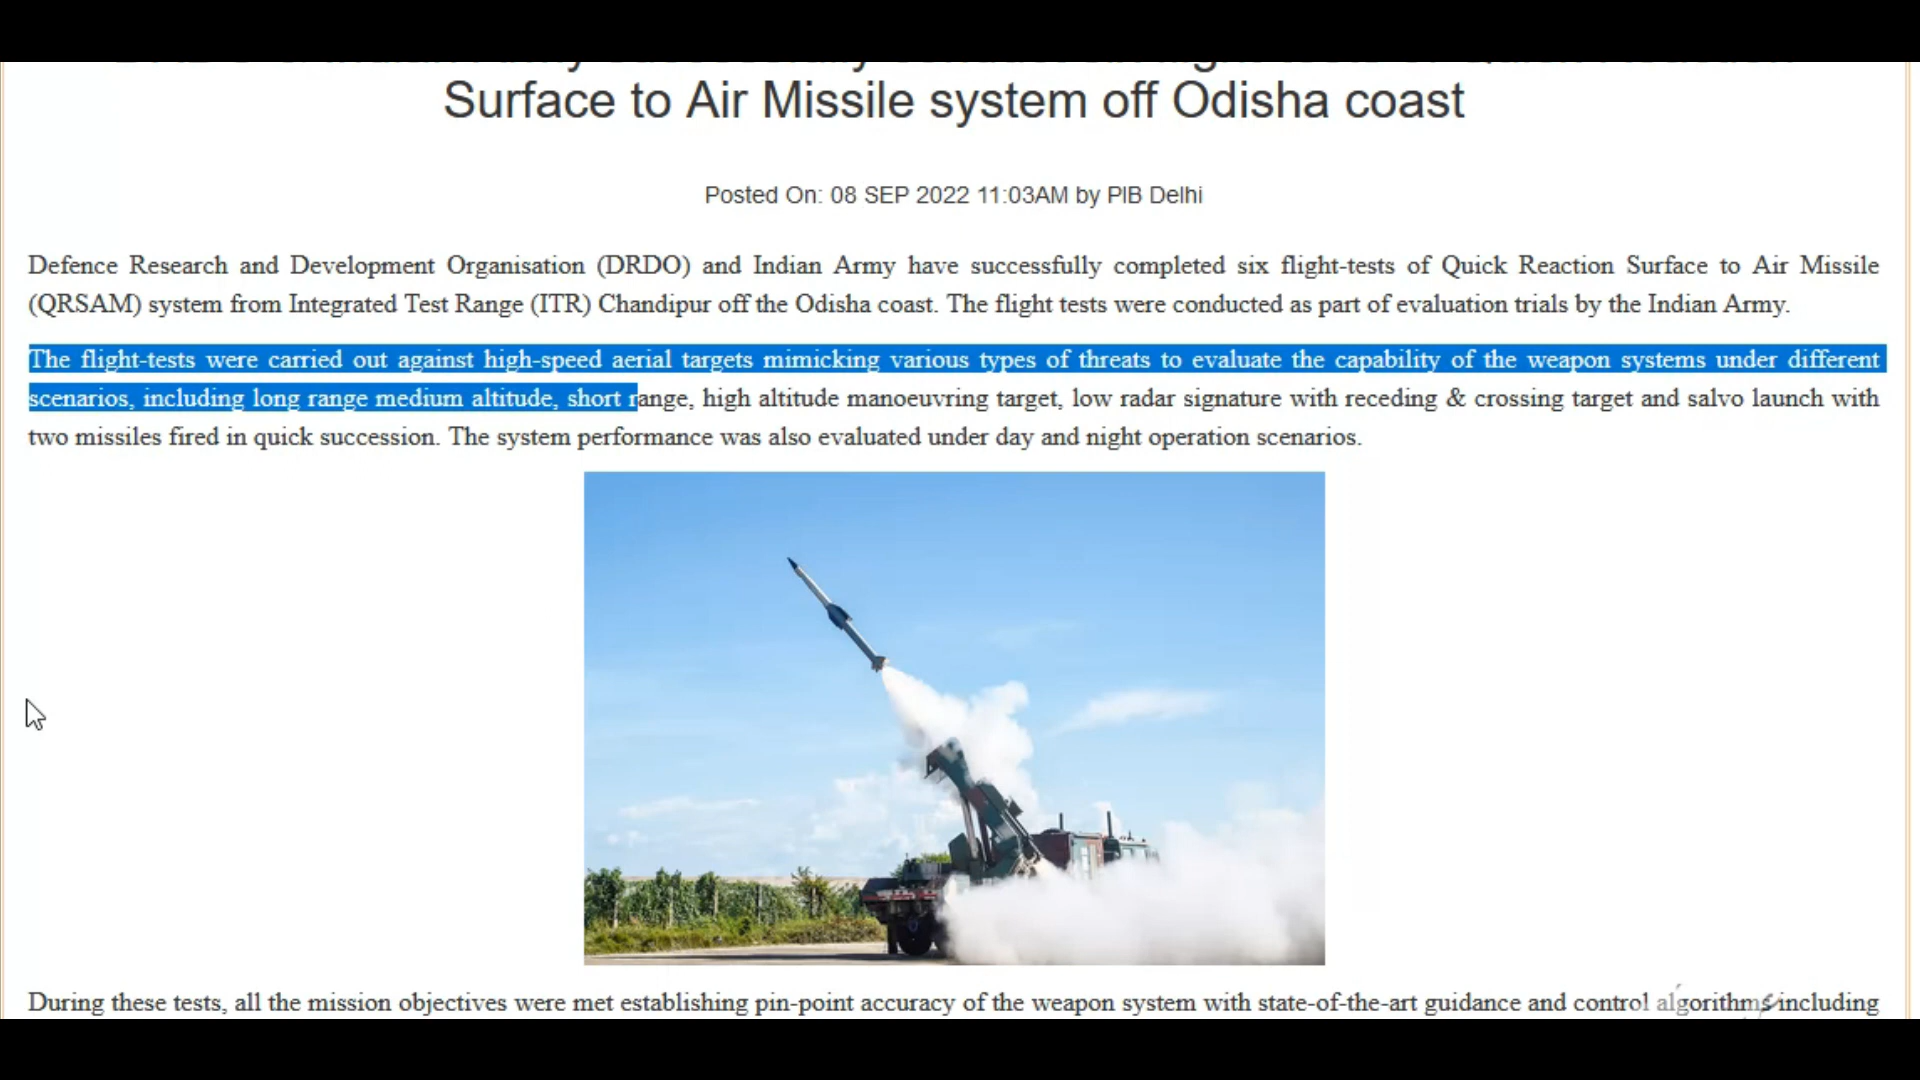 Surface to Air Missile system off Odisha coast
Posted On: 08 SEP 2022 11:03AM by PIB Delhi
Defence Research and Development Organisation (DRDO) and Indian Army have successfully completed six flight-tests of Quick Reaction Surface to Air Missile
(QRSAM) system from Integrated Test Range (ITR) Chandipur off the Odisha coast. The flight tests were conducted as part of evaluation trials by the Indian Army.
The flight-tests were carried out against high-speed aerial targets mimicking various types of threats to evaluate the capability of the weapon systems under different
scenarios, including long range medium altitude, short range, high altitude manoeuvring target, low radar signature with receding & crossing target and salvo launch with
two missiles fired in quick succession. The system performance was also evaluated under day and night operation scenarios.
During these tests, all the mission objectives were met establishing pin-point accuracy of the weapon system with state-of-the-art guidance and control algorithms including